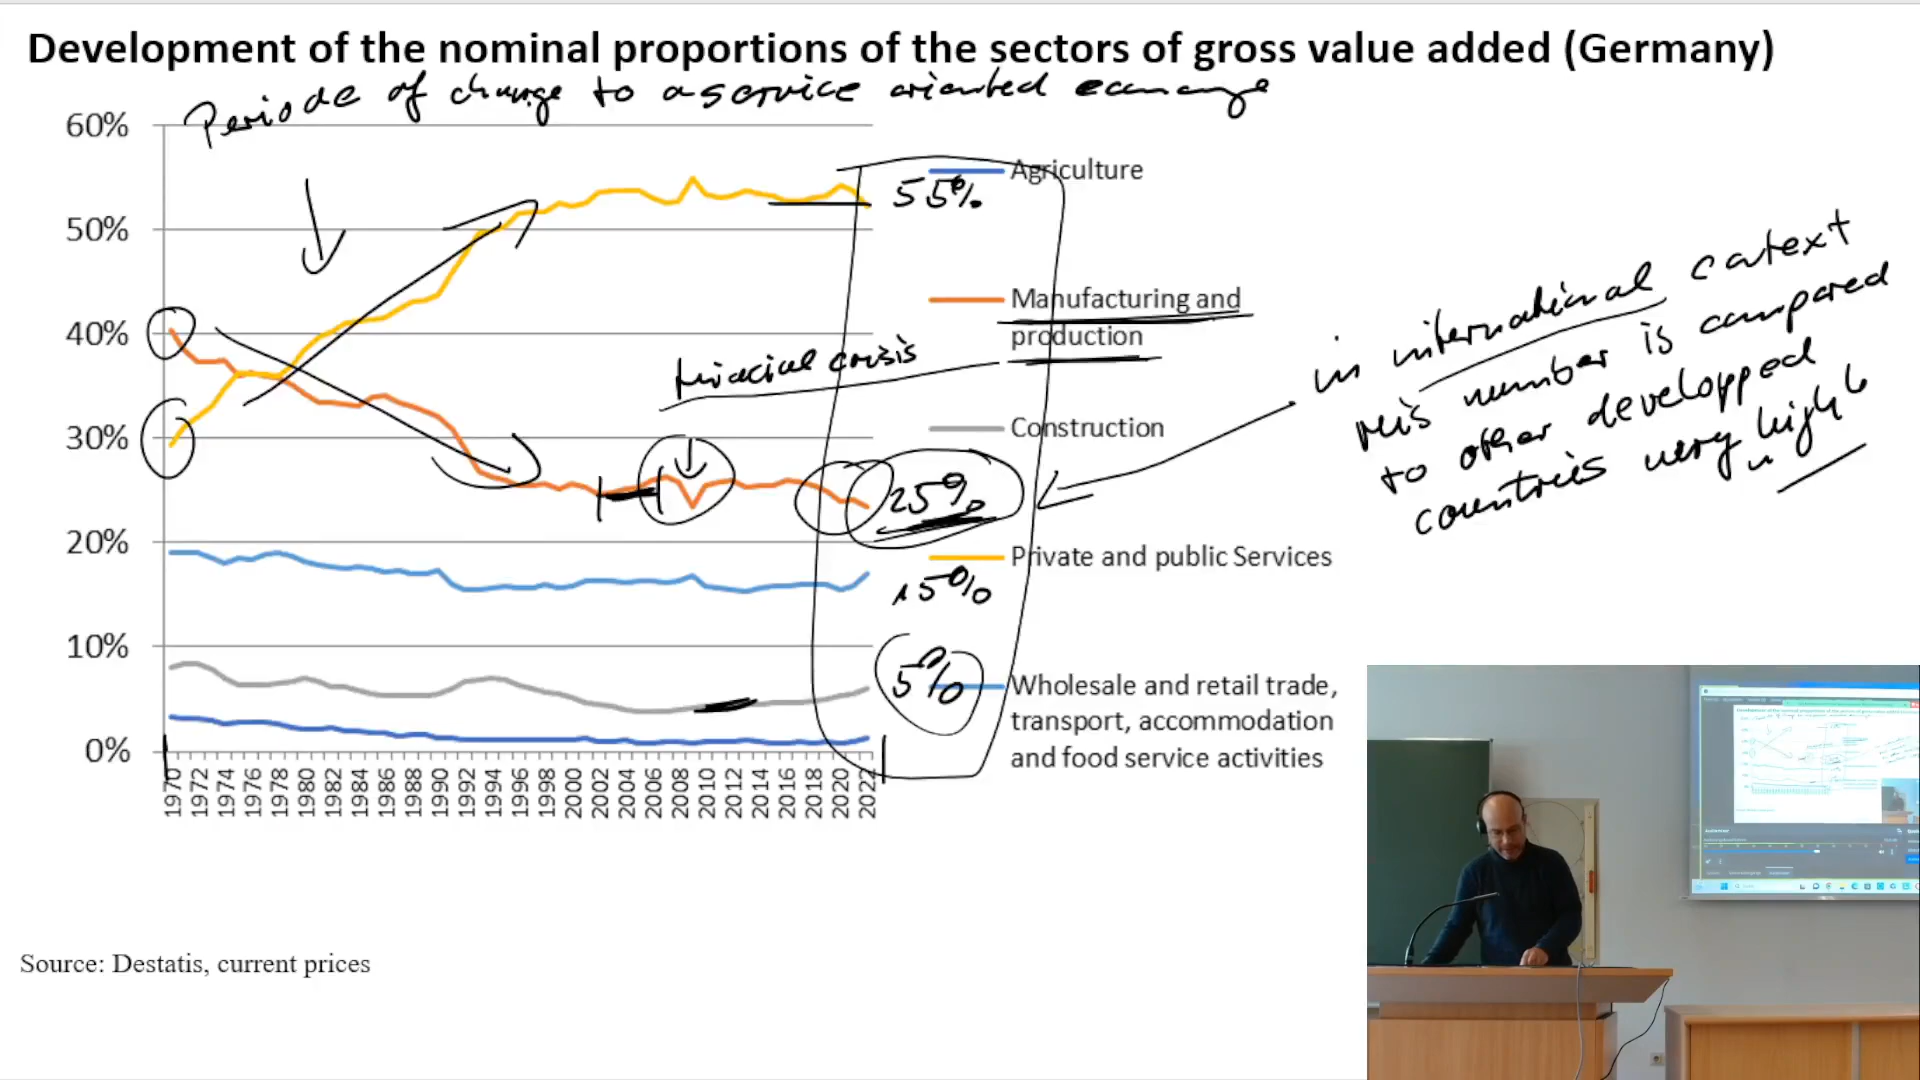 Development of the nominal proportions of the sectors of gross value added (Germany)
Periode of change to a service oriented
60%
50%
40%
30%
20%
10%
0%
1970 1972 1974 1976 1978 1980 1982 1984 1986 1988 1990 1992 1994 1996 1998 2000 2002 2004 2006 2008 2010 2012 2014 2016 2018 2020 2022
Agriculture
55%
Manufacturing and
production
crisis
Construction
25%
Private and public Services
15%
5%
Wholesale and retail trade,
transport, accommodation
and food service activities
in international context
this number is compared
to other developped
countries very high
Source: Destatis, current prices